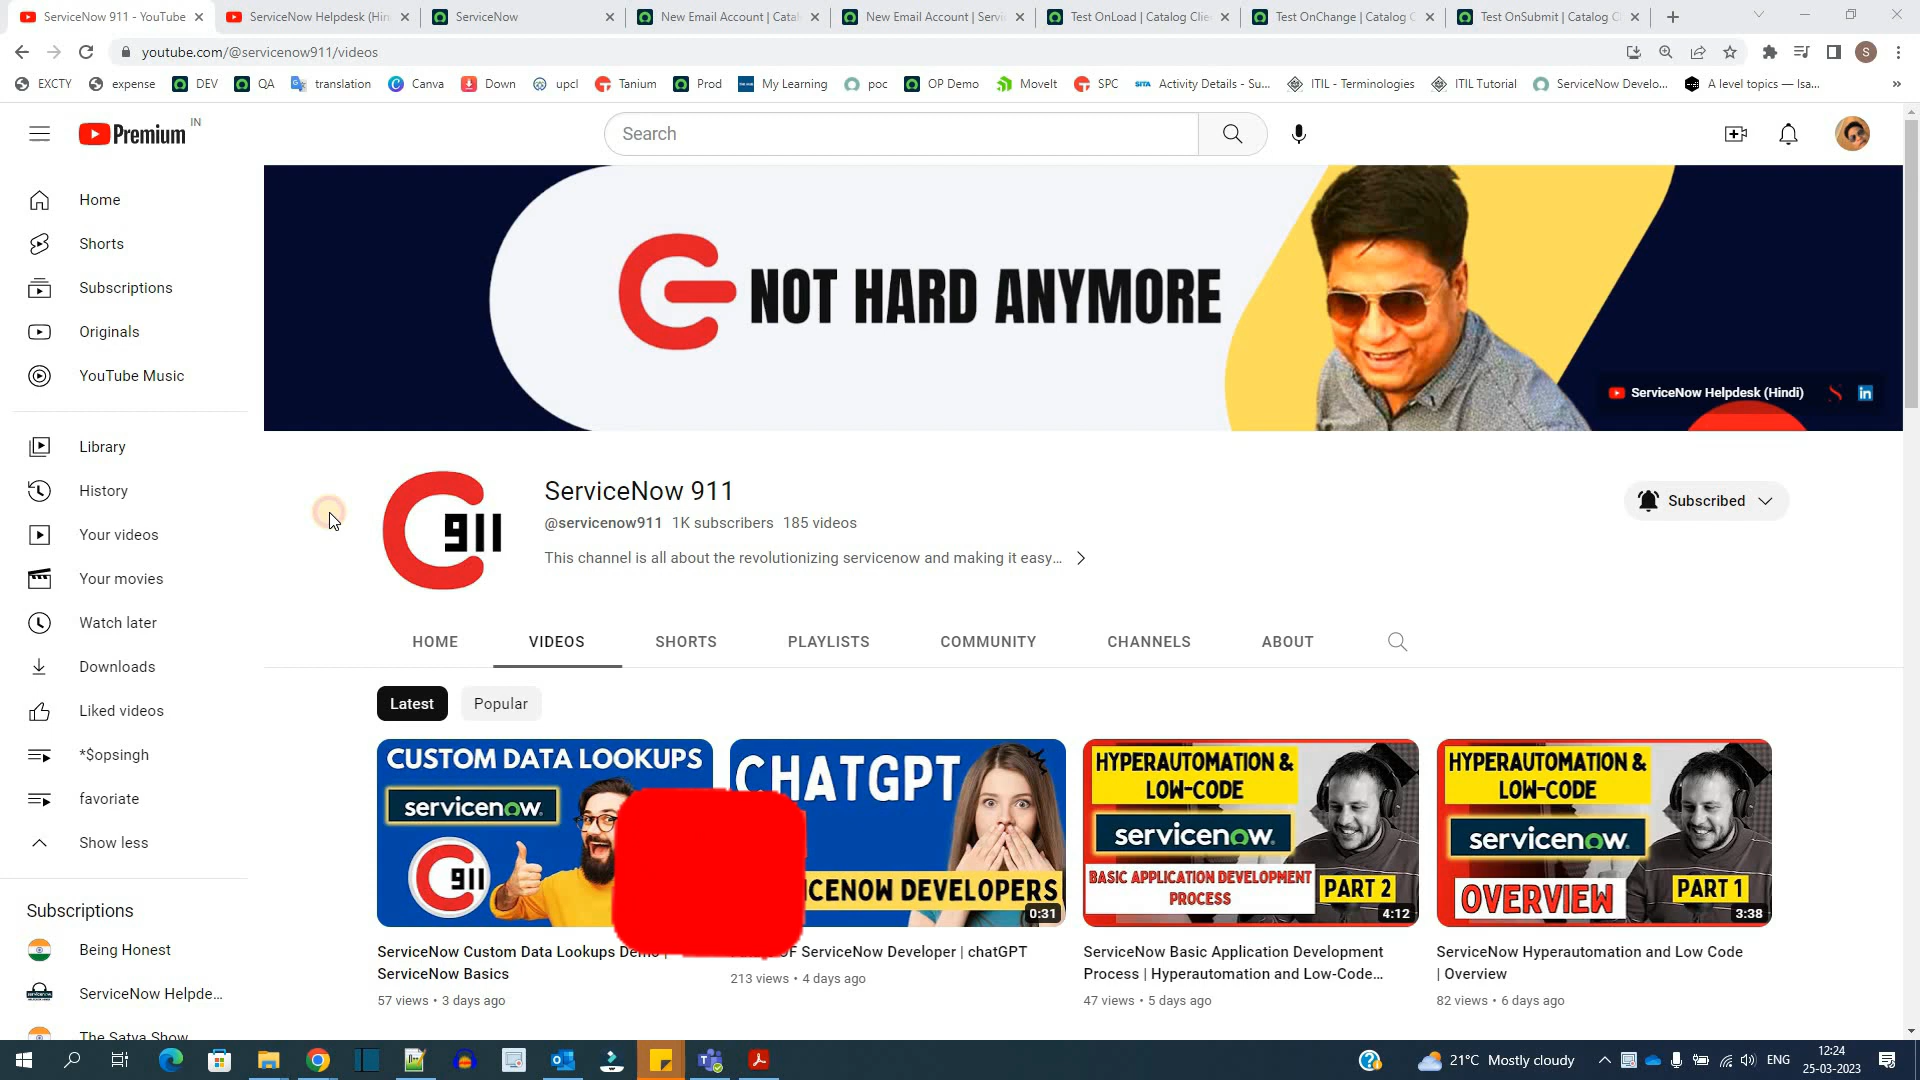 ServiceNow 911 - YouTube
ServiceNow Helpdesk (Hin
ServiceNow
New Email Account | Catal
New Email Account | Servi
Test OnLoad | Catalog Clie
Test OnChange | Catalog C
Test OnSubmit | Catalog C
youtube.com/@servicenow911/videos
EXCTY
expense
DEV
QA
translation
Canva
Down
upcl
Tanium
Prod
My Learning
poc
OP Demo
MoveIt
SPC
Activity Details - Su...
ITIL - Terminologies
ITIL Tutorial
ServiceNow Develo...
A level topics — Isa...
Premium IN
Search
Home
Shorts
Subscriptions
Originals
YouTube Music
Library
History
Your videos
Your movies
Watch later
Downloads
Liked videos
*$opsingh
favoriate
Show less
Subscriptions
Being Honest
ServiceNow Helpde...
The Satya Show
NOT HARD ANYMORE
ServiceNow Helpdesk (Hindi)
911
ServiceNow 911
@servicenow911 1K subscribers 185 videos
This channel is all about the revolutionizing servicenow and making it easy...
Subscribed
HOME
VIDEOS
SHORTS
PLAYLISTS
COMMUNITY
CHANNELS
ABOUT
Latest
Popular
CUSTOM DATA LOOKUPS
servicenow.
911
ServiceNow Custom Data Lookups
ServiceNow Basics
57 views • 3 days ago
CHATGPT
DEVELOPERS
0:31
ServiceNow Developer | chatGPT
213 views • 4 days ago
HYPERAUTOMATION &
LOW-CODE
servicenow.
BASIC APPLICATION DEVELOPMENT
PROCESS
PART 2
4:12
ServiceNow Basic Application Development
Process | Hyperautomation and Low-Code...
47 views • 5 days ago
HYPERAUTOMATION &
LOW-CODE
servicenow.
OVERVIEW
PART 1
3:38
ServiceNow Hyperautomation and Low Code
| Overview
82 views • 6 days ago
21°C Mostly cloudy
ENG
12:24
25-03-2023